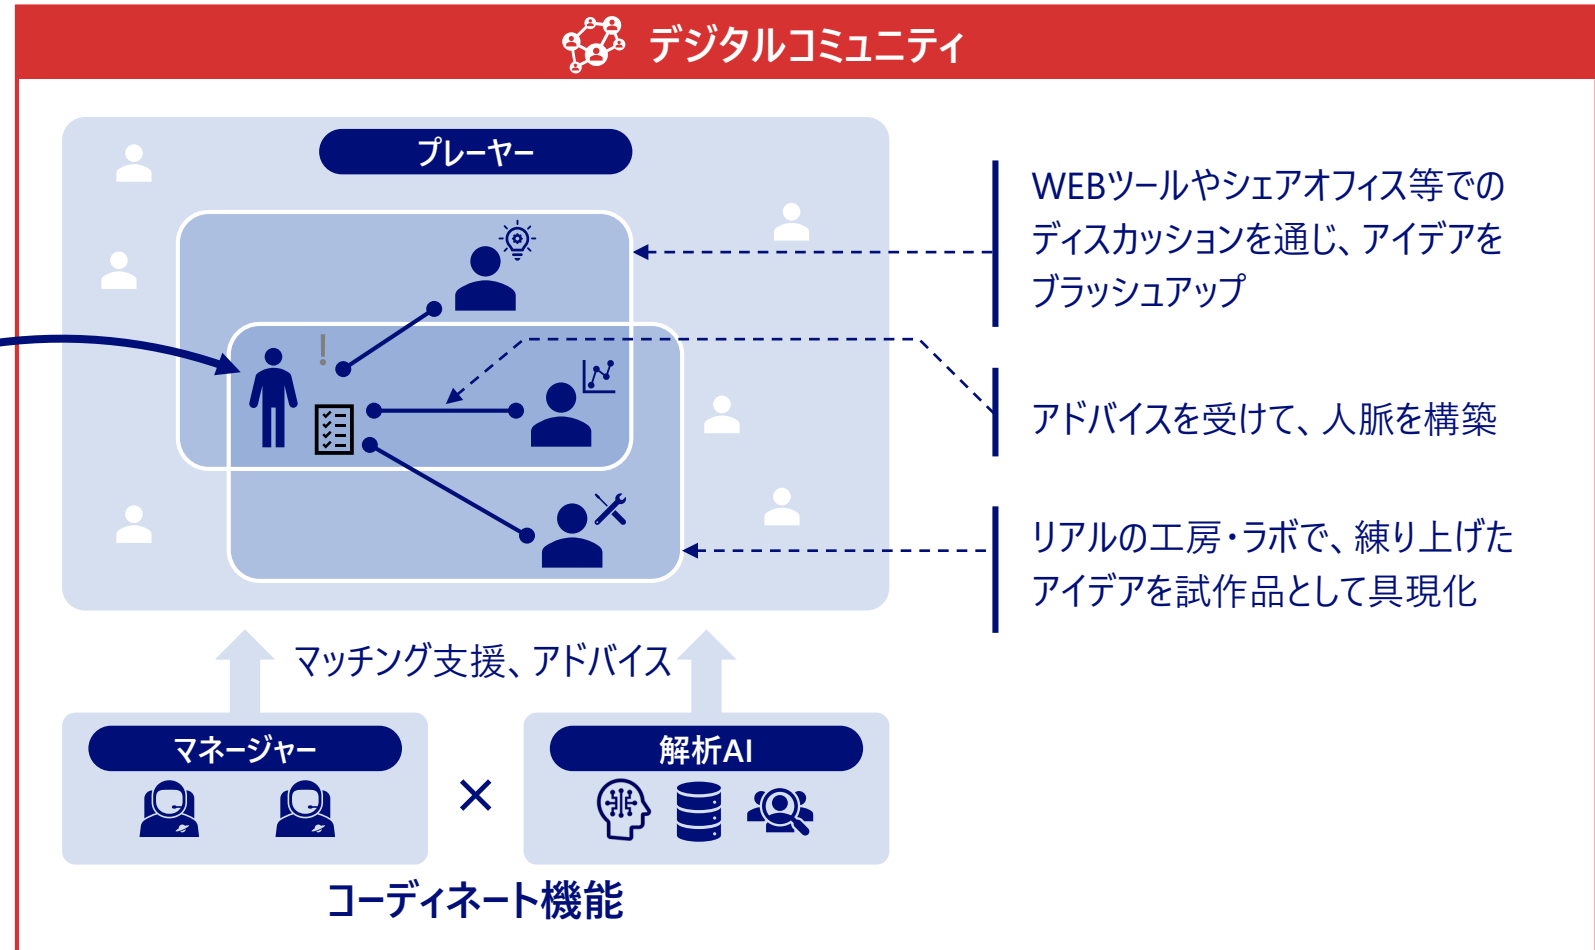 デジタルコミュニティ
プレーヤー
WEBツールやシェアオフィス等での
ディスカッションを通じ、アイデアを
ブラッシュアップ
アドバイスを受けて、人脈を構築
リアルの工房・ラボで、練り上げた
アイデアを試作品として具現化
マッチング支援、アドバイス
マネージャー
×
解析AI
コーディネート機能